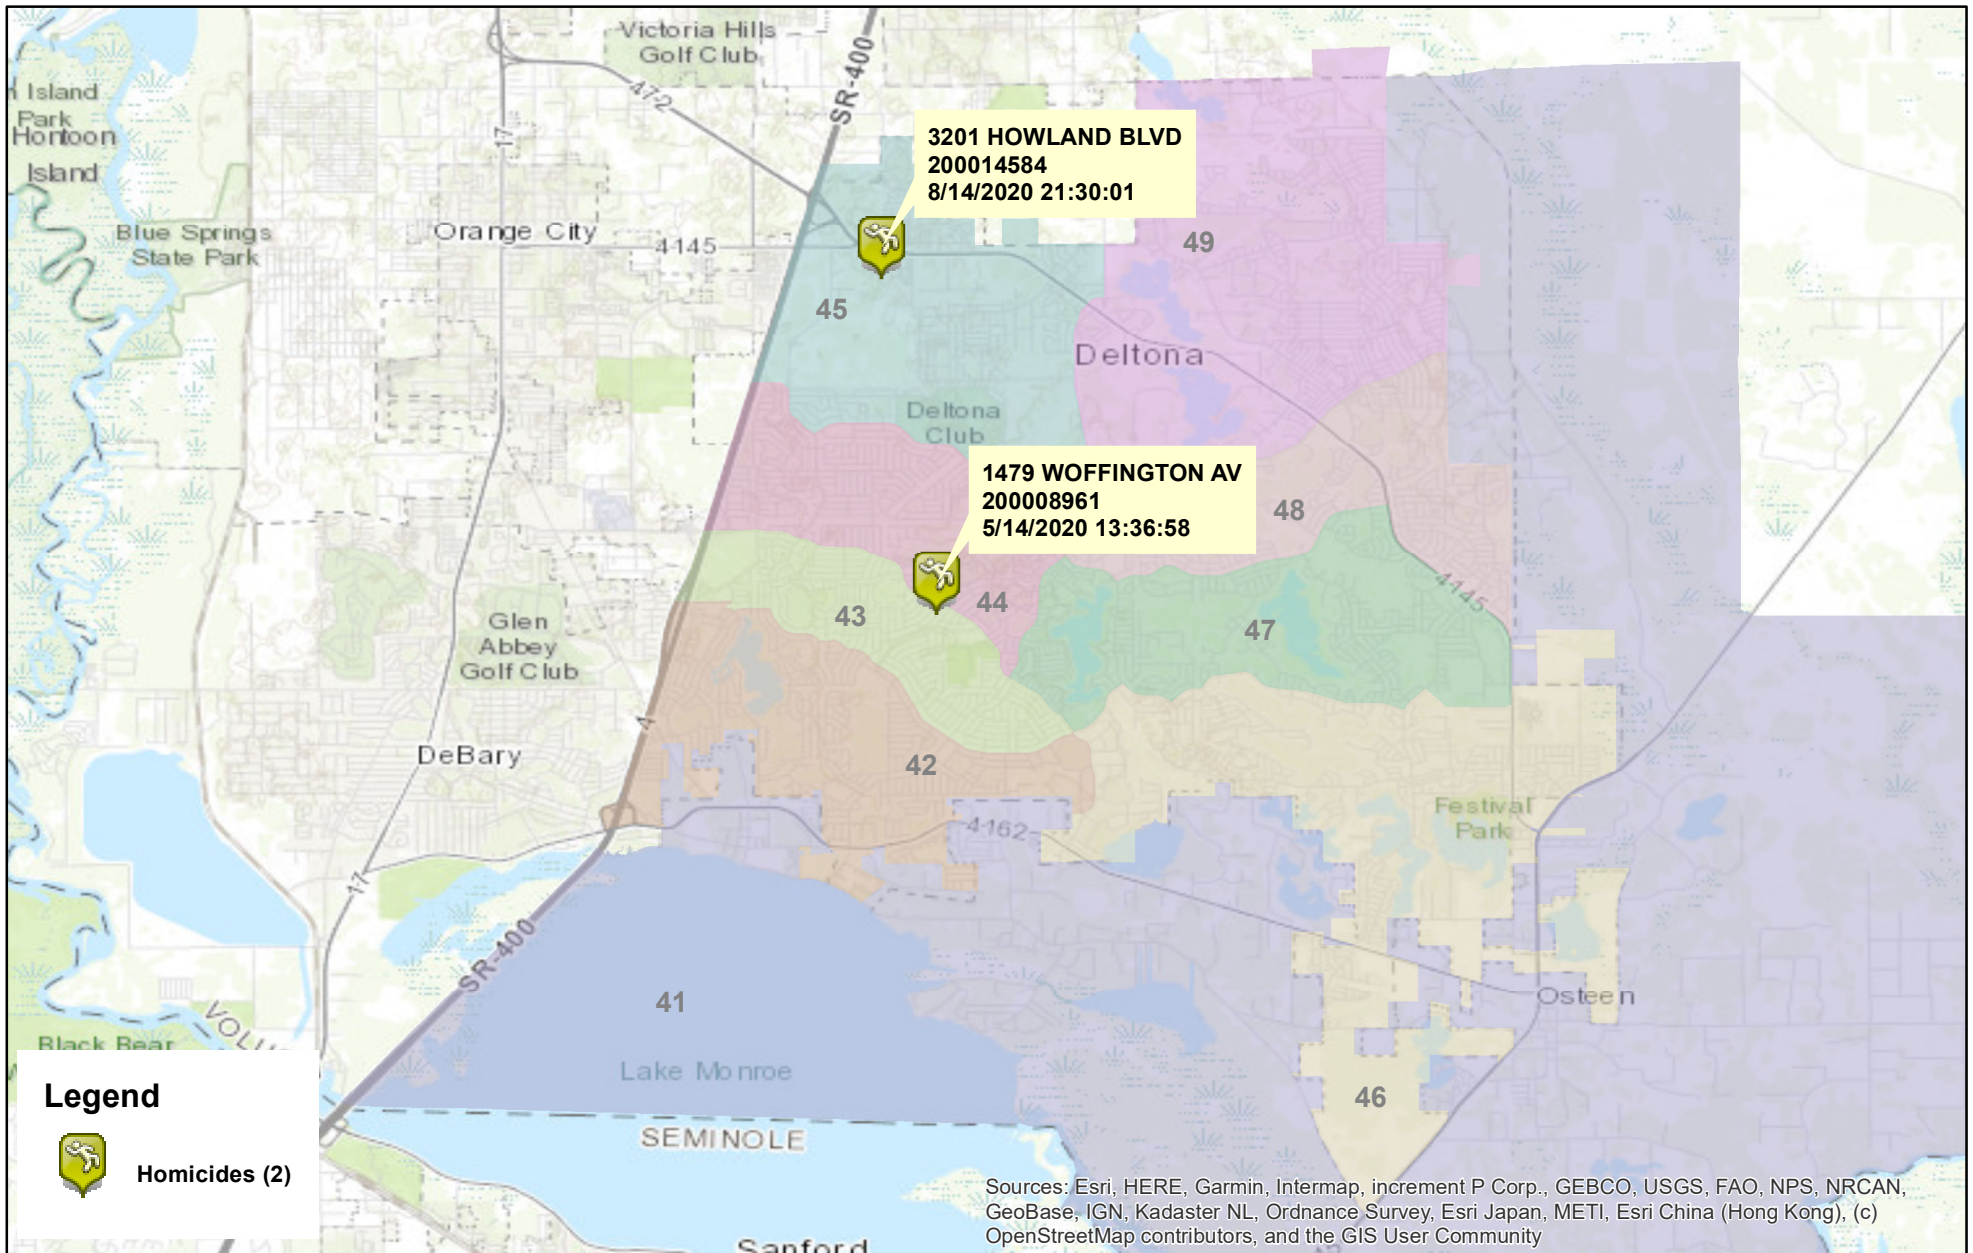 Victoria Hills
Golf Club
SR-400
472
17
Island
Park
Hontoon
Island
3201 HOWLAND BLVD
200014584
8/14/2020 21:30:01
Blue Springs
State Park
Orange City
4145
49
45
Deltona
Deltona
Club
1479 WOFFINGTON AV
200008961
5/14/2020 13:36:58
48
4145
44
43
47
Glen
Abbey
Golf Club
4
DeBary
42
4162
Festival
Park
17
SR-400
41
Osteen
Black Bear
Lake Monroe
46
SEMINOLE
Legend
Homicides (2)
Sources: Esri, HERE, Garmin, Intermap, increment P Corp., GEBCO, USGS, FAO, NPS, NRCAN,
GeoBase, IGN, Kadaster NL, Ordnance Survey, Esri Japan, METI, Esri China (Hong Kong), (c)
OpenStreetMap contributors, and the GIS User Community
Sanford